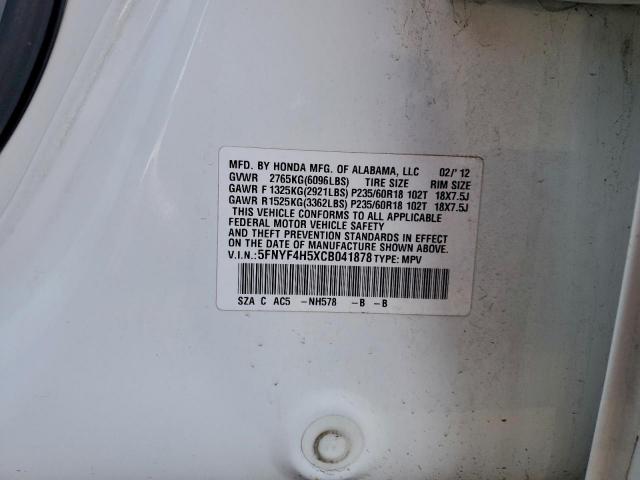 MFD. BY HONDA MFG. OF ALABAMA, LLC 02/'12
GVWR 2765KG(6096LBS) TIRE SIZE RIM SIZE
GAWR F 1325KG(2921LBS) P235/60R18 102T 18X7.5J
GAWR R 1525KG(3362LBS) P235/60R18 102T 18X7.5J
THIS VEHICLE CONFORMS TO ALL APPLICABLE
FEDERAL MOTOR VEHICLE SAFETY
AND THEFT PREVENTION STANDARDS IN EFFECT
ON THE DATE OF MANUFACTURE SHOWN ABOVE.
V.I.N.: 5FNYF4H5XCB041878 TYPE: MPV
SZA C AC5 -NH578 -B -B